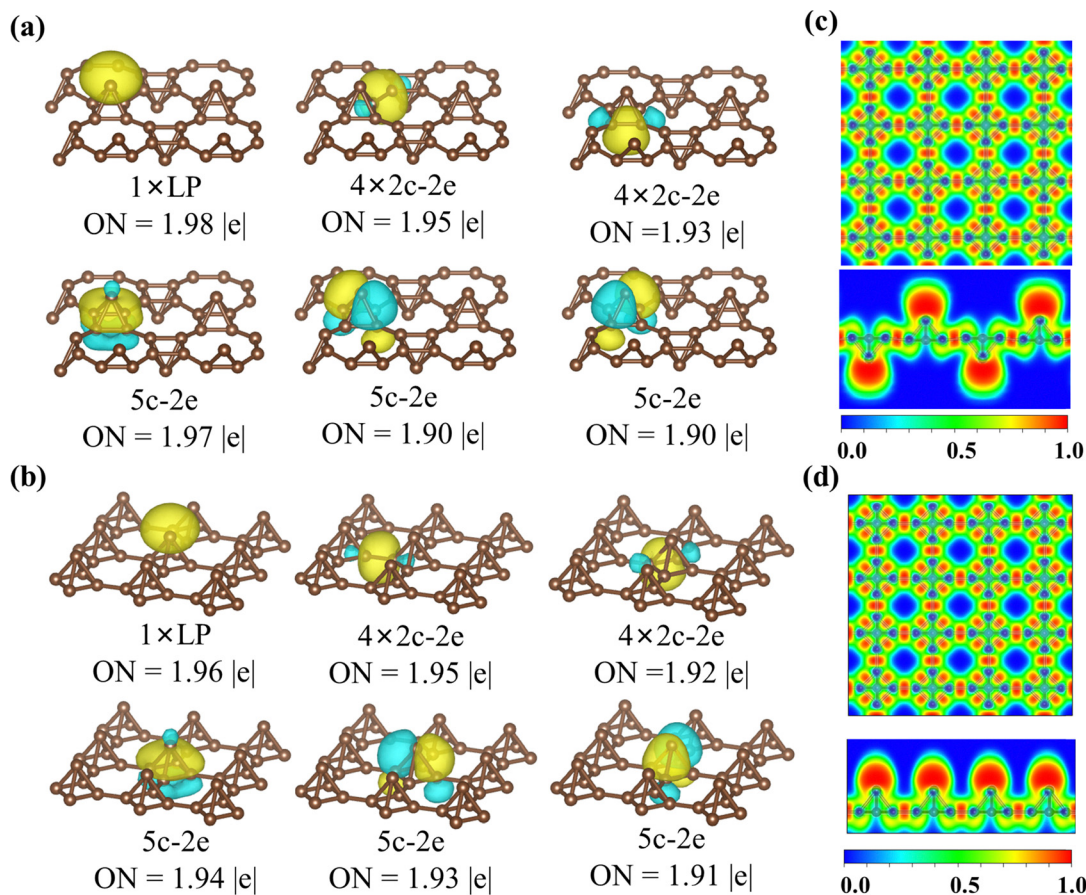 (a)
1×LP
ON = 1.98 |e|
4×2c-2e
ON = 1.95 |e|
4×2c-2e
ON =1.93 |e|
5c-2e
ON = 1.97 |e|
5c-2e
ON = 1.90 |e|
5c-2e
ON = 1.90 |e|
(b)
1×LP
ON = 1.96 |e|
4×2c-2e
ON = 1.95 |e|
4×2c-2e
ON =1.92 |e|
5c-2e
ON = 1.94 |e|
5c-2e
ON = 1.93 |e|
5c-2e
ON = 1.91 |e|
(c)
0.0 0.5 1.0
(d)
0.0 0.5 1.0